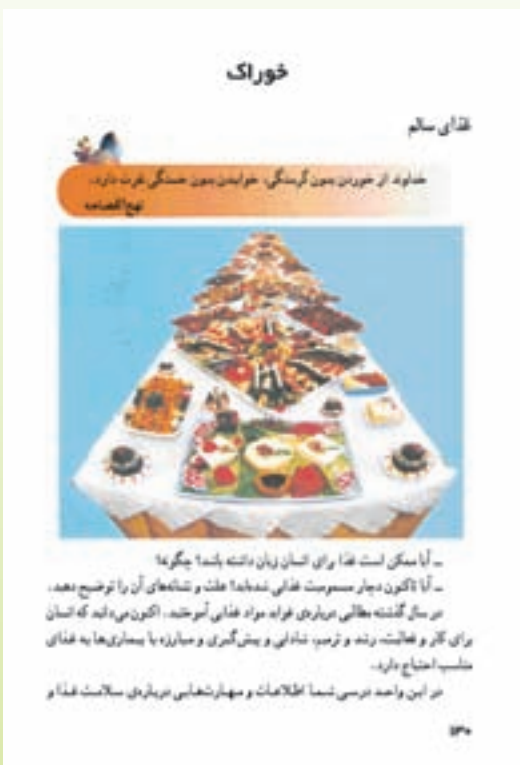 خوراک
غذای سالم
خداوند از خوردن بدون گرسنگی، خوابیدن بدون خستگی نفرت دارد.
نهج‌الفصاحه
ـ آیا ممکن است غذا برای انسان زیان داشته باشد؟ چگونه؟
ـ آیا تاکنون دچار مسمومیت غذایی شده‌اید؟ علت و نشانه‌های آن را توضیح دهید.
در سال گذشته مطالبی درباره‌ی فواید مواد غذایی آموختید. اکنون می‌دانید که انسان
برای کار و فعالیت، رشد و ترمیم، شادابی و پیش‌گیری و مبارزه با بیماری‌ها به غذای
مناسب احتیاج دارد.
در این واحد درسی شما اطلاعات و مهارت‌هایی درباره‌ی سلامت غذا و
۱۳۰